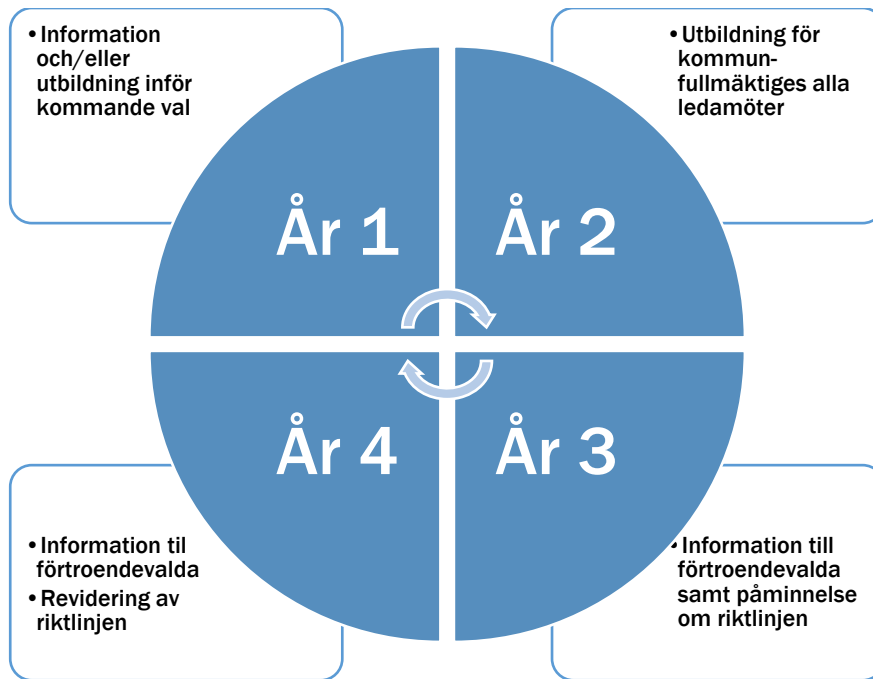 • Information
och/eller
utbildning inför
kommande val
• Utbildning för
kommun-
fullmäktiges alla
ledamöter
År 1
År 2
År 4
År 3
• Information til
förtroendevalda
• Revidering av
riktlinjen
• Information till
förtroendevalda
samt påminnelse
om riktlinjen